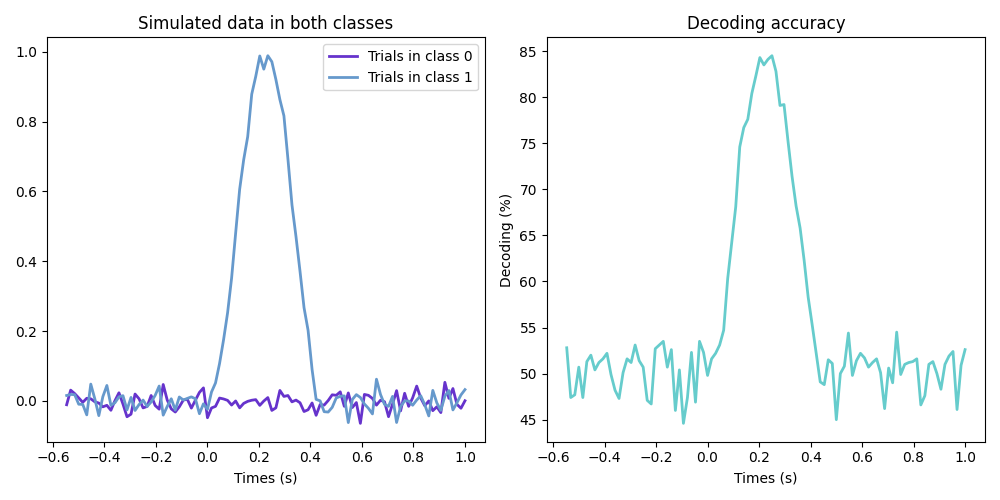 Simulated data in both classes
1.0
0.8
0.6
0.4
0.2
0.0
Trials in class 0
Trials in class 1
−0.6 −0.4 −0.2 0.0 0.2 0.4 0.6 0.8 1.0
Times (s)
Decoding accuracy
Decoding (%)
85
80
75
70
65
60
55
50
45
−0.6 −0.4 −0.2 0.0 0.2 0.4 0.6 0.8 1.0
Times (s)